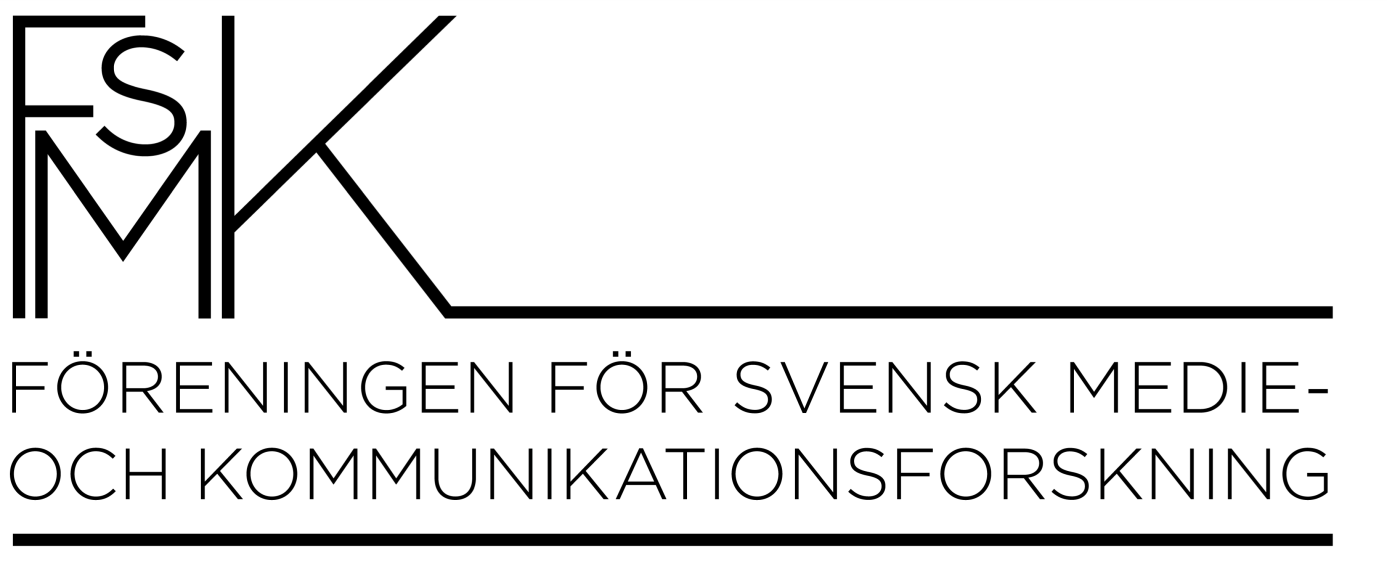 FSMK
FÖRENINGEN FÖR SVENSK MEDIE-
OCH KOMMUNIKATIONSFORSKNING